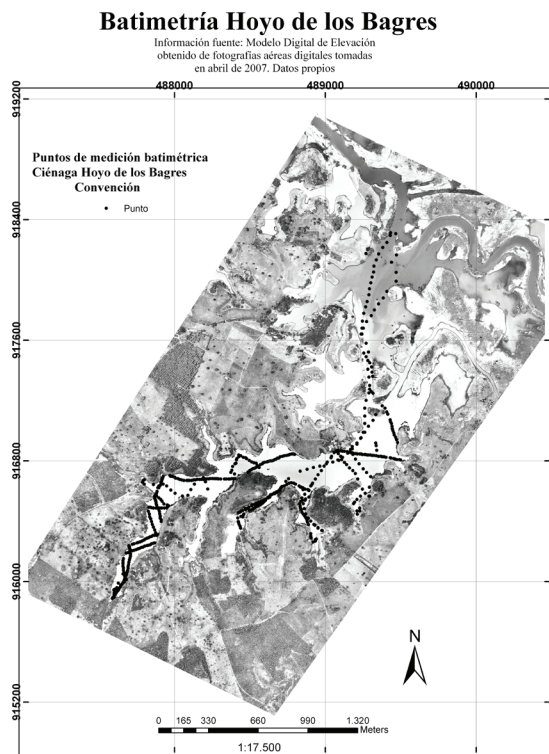 Batimetría Hoyo de los Bagres
Información fuente: Modelo Digital de Elevación
obtenido de fotografías aéreas digitales tomadas
en abril de 2007. Datos propios
488000 489000 490000
919200
Puntos de medición batimétrica
Ciénaga Hoyo de los Bagres
Convención
Punto
918400
917600
916800
916000
915200
N
0 165 330 660 990 1.320
Meters
1:17.500